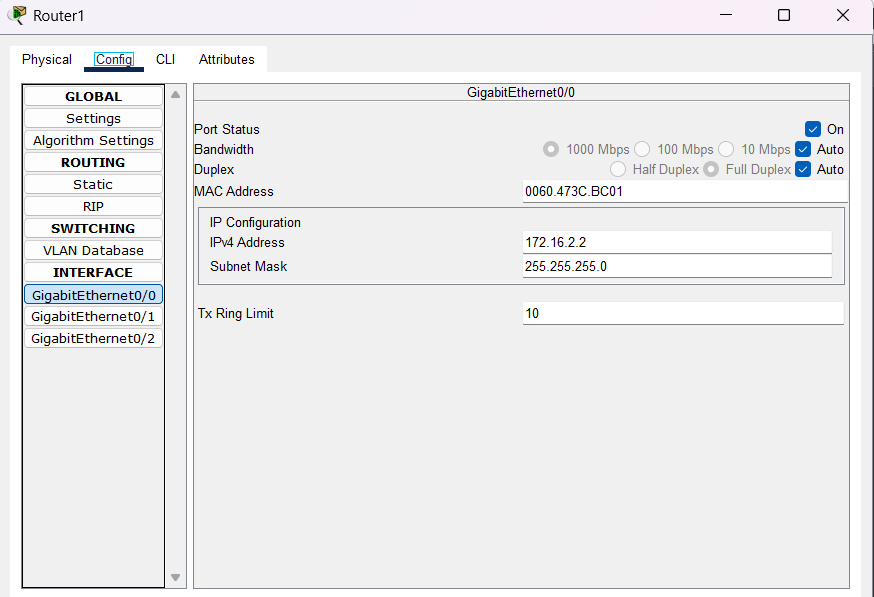 Router1
Physical Config CLI Attributes
GLOBAL
Settings
Algorithm Settings
ROUTING
Static
RIP
SWITCHING
VLAN Database
INTERFACE
GigabitEthernet0/0
GigabitEthernet0/1
GigabitEthernet0/2
GigabitEthernet0/0
Port Status On
Bandwidth 1000 Mbps 100 Mbps 10 Mbps Auto
Duplex Half Duplex Full Duplex Auto
MAC Address 0060.473C.BC01
IP Configuration
IPv4 Address 172.16.2.2
Subnet Mask 255.255.255.0
Tx Ring Limit 10